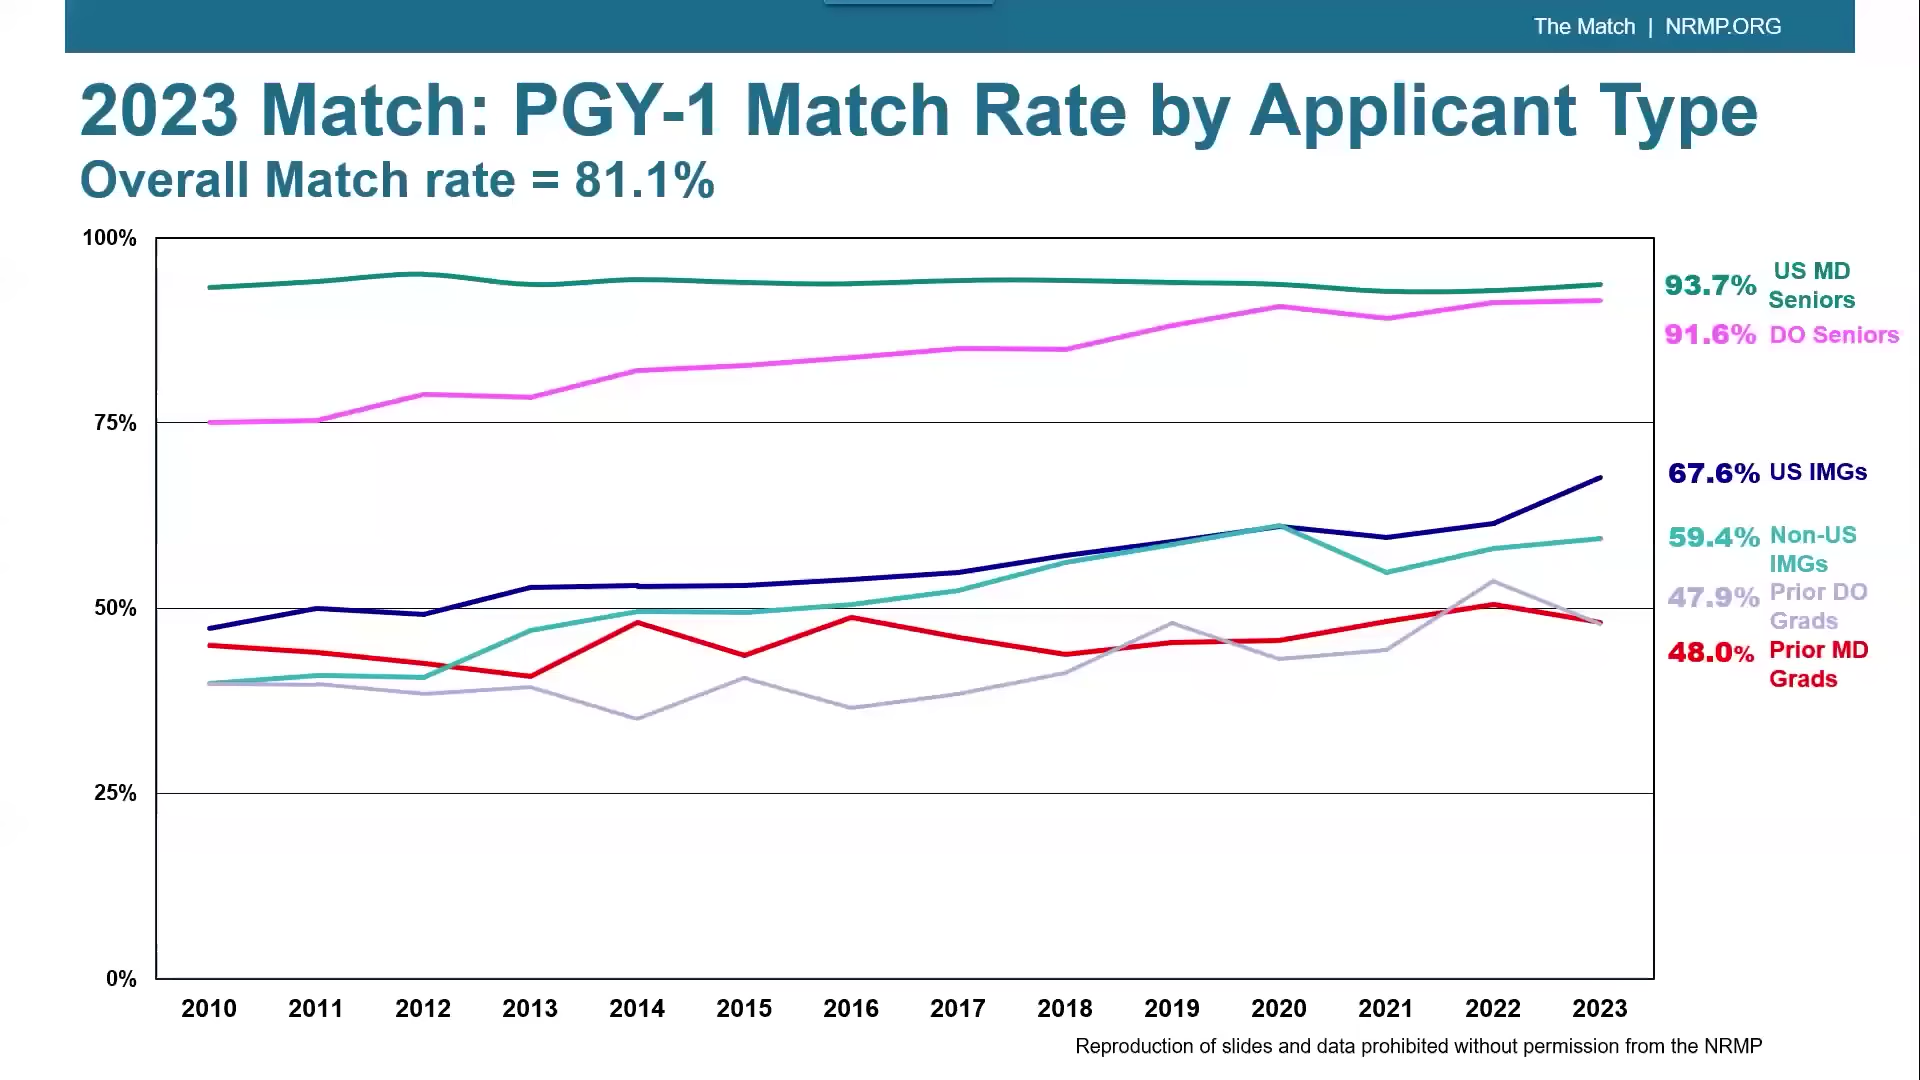 The Match | NRMP.ORG
2023 Match: PGY-1 Match Rate by Applicant Type
Overall Match rate = 81.1%
100%
75%
50%
25%
0%
93.7% US MD
Seniors
91.6% DO Seniors
67.6% US IMGs
59.4% Non-US
IMGs
47.9% Prior DO
Grads
48.0% Prior MD
Grads
2010 2011 2012 2013 2014 2015 2016 2017 2018 2019 2020 2021 2022 2023
Reproduction of slides and data prohibited without permission from the NRMP